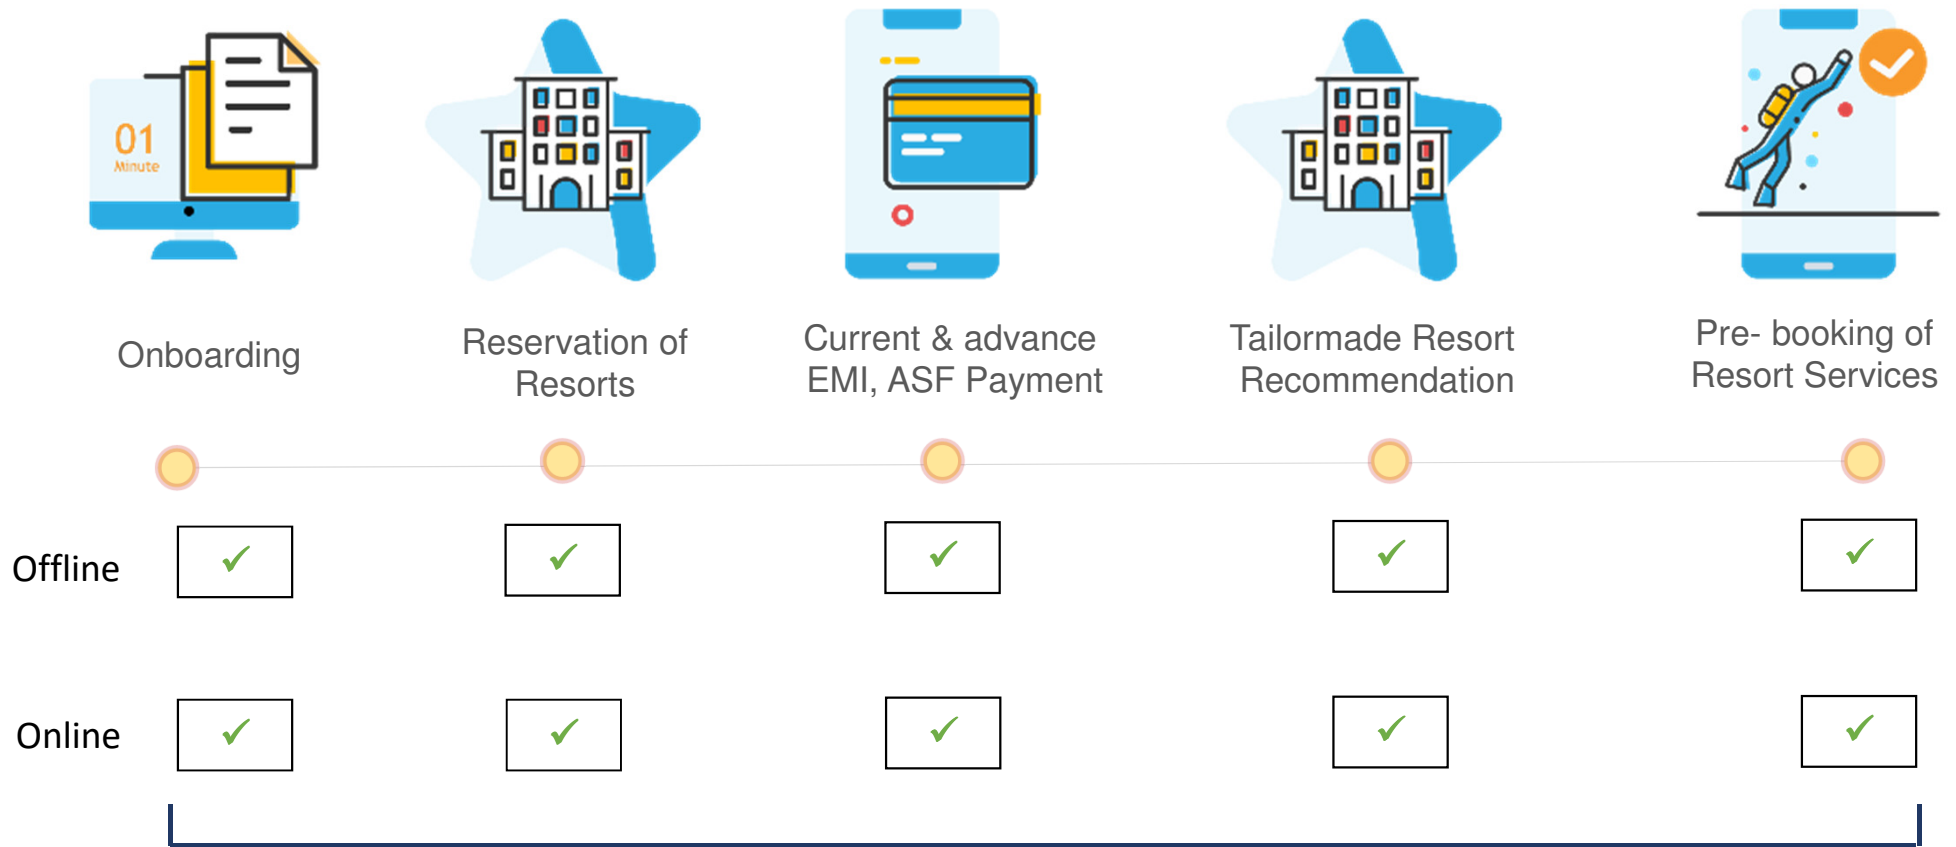 01
Minute
Onboarding
Reservation of
Resorts
Current & advance
EMI, ASF Payment
Tailormade Resort
Recommendation
Pre- booking of
Resort Services
Offline
Online